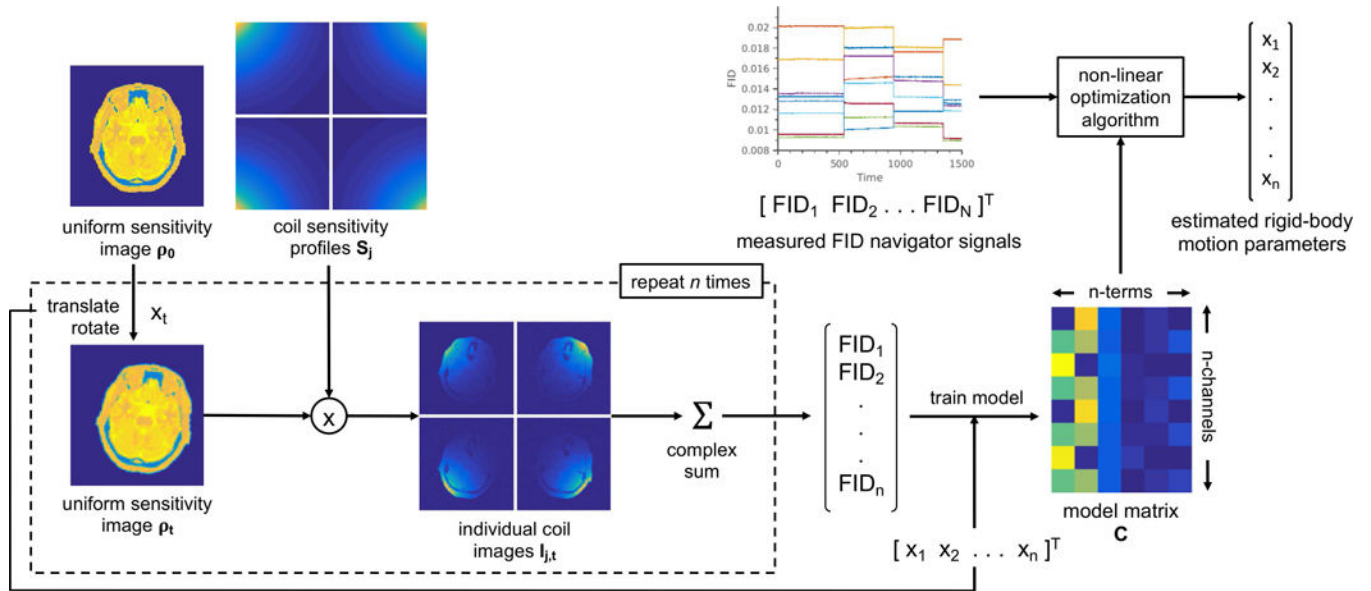 uniform sensitivity
image ρ0
coil sensitivity
profiles Sj
FID
0.02
0.018
0.016
0.014
0.012
0.01
0.008
0
500
1000
1500
Time
[ FID1 FID2 . . . FIDN ]T
measured FID navigator signals
non-linear
optimization
algorithm
x1
x2
.
.
.
xn
estimated rigid-body
motion parameters
repeat n times
translate
rotate
xt
uniform sensitivity
image ρt
x
individual coil
images Ij,t
Σ
complex
sum
FID1
FID2
.
.
.
FIDn
train model
[ x1 x2 . . . xn ]T
n-terms
n-channels
model matrix
C